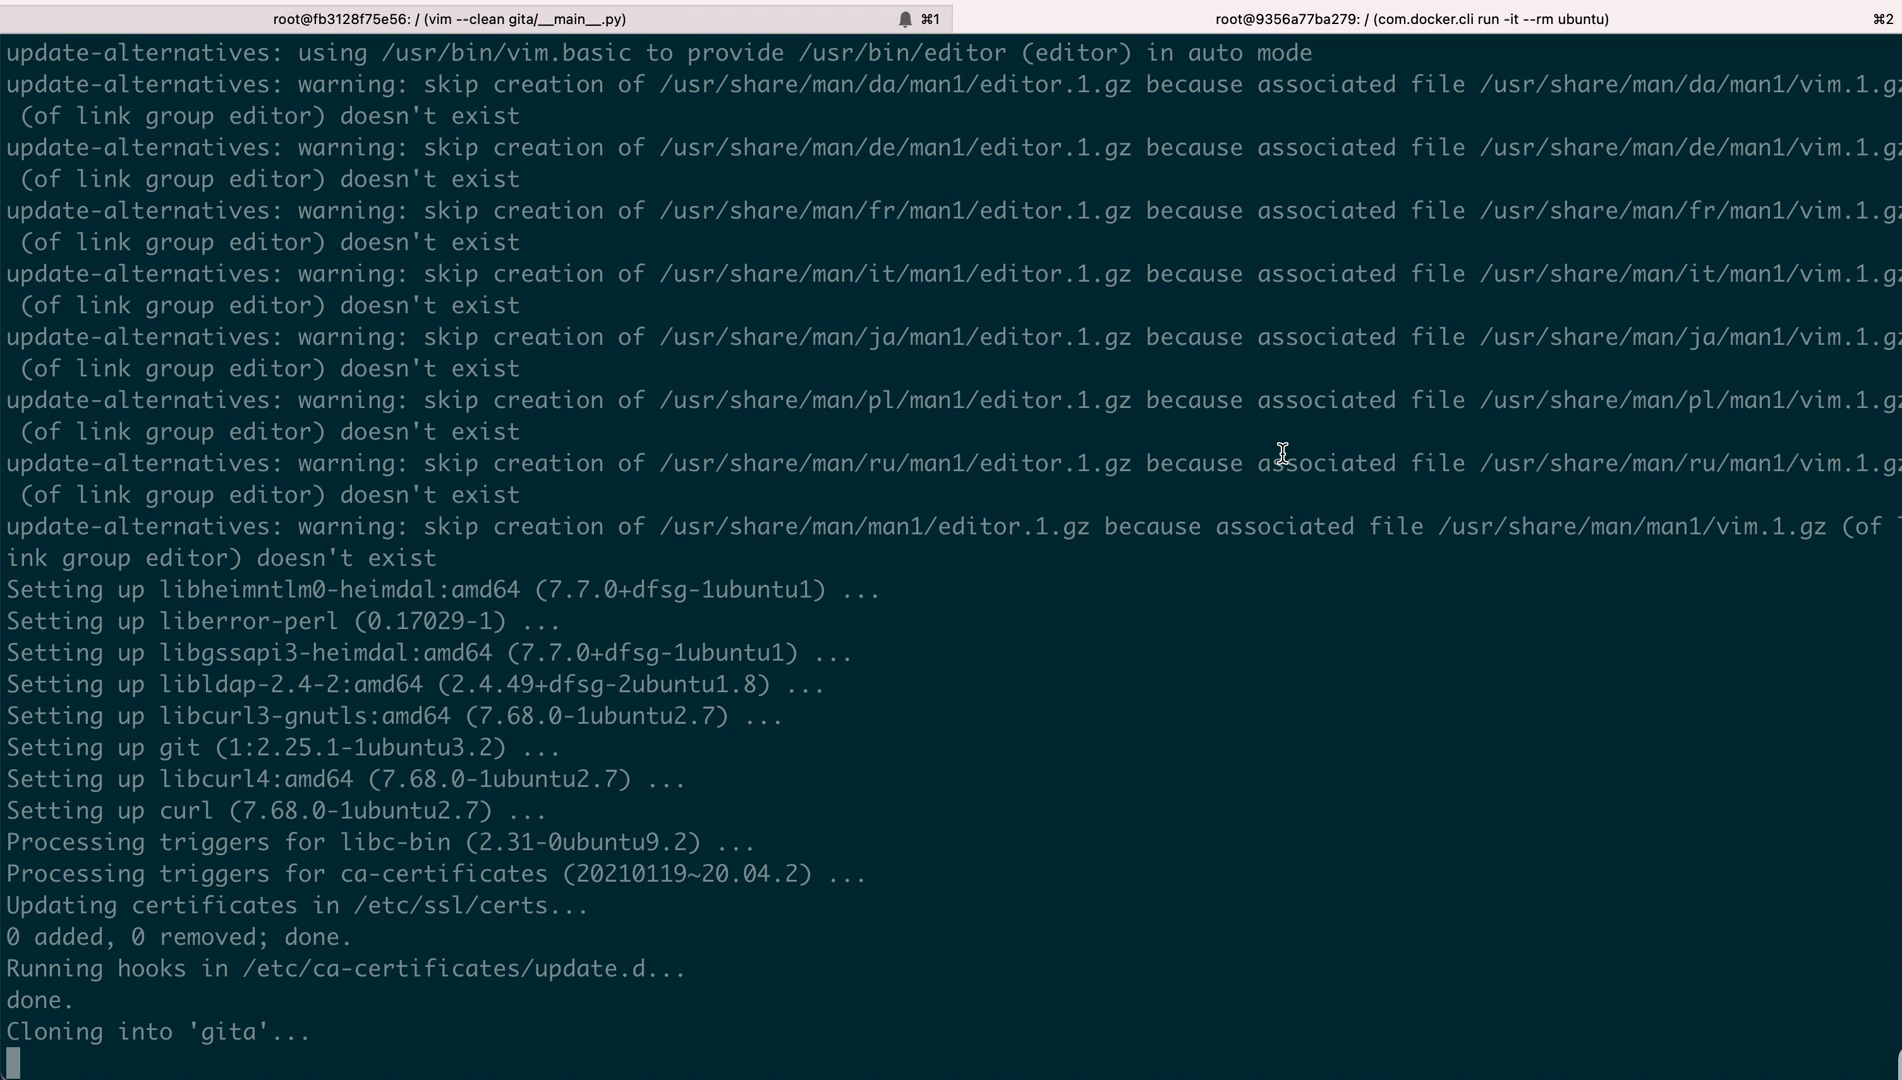 root@fb3128f75e56: / (vim --clean gita/__main__.py) ⌘1 root@9356a77ba279: / (com.docker.cli run -it --rm ubuntu) ⌘2
update-alternatives: using /usr/bin/vim.basic to provide /usr/bin/editor (editor) in auto mode
update-alternatives: warning: skip creation of /usr/share/man/da/man1/editor.1.gz because associated file /usr/share/man/da/man1/vim.1.gz
(of link group editor) doesn't exist
update-alternatives: warning: skip creation of /usr/share/man/de/man1/editor.1.gz because associated file /usr/share/man/de/man1/vim.1.gz
(of link group editor) doesn't exist
update-alternatives: warning: skip creation of /usr/share/man/fr/man1/editor.1.gz because associated file /usr/share/man/fr/man1/vim.1.gz
(of link group editor) doesn't exist
update-alternatives: warning: skip creation of /usr/share/man/it/man1/editor.1.gz because associated file /usr/share/man/it/man1/vim.1.gz
(of link group editor) doesn't exist
update-alternatives: warning: skip creation of /usr/share/man/ja/man1/editor.1.gz because associated file /usr/share/man/ja/man1/vim.1.gz
(of link group editor) doesn't exist
update-alternatives: warning: skip creation of /usr/share/man/pl/man1/editor.1.gz because associated file /usr/share/man/pl/man1/vim.1.gz
(of link group editor) doesn't exist
update-alternatives: warning: skip creation of /usr/share/man/ru/man1/editor.1.gz because associated file /usr/share/man/ru/man1/vim.1.gz
(of link group editor) doesn't exist
update-alternatives: warning: skip creation of /usr/share/man/man1/editor.1.gz because associated file /usr/share/man/man1/vim.1.gz (of l
ink group editor) doesn't exist
Setting up libheimntlm0-heimdal:amd64 (7.7.0+dfsg-1ubuntu1) ...
Setting up liberror-perl (0.17029-1) ...
Setting up libgssapi3-heimdal:amd64 (7.7.0+dfsg-1ubuntu1) ...
Setting up libldap-2.4-2:amd64 (2.4.49+dfsg-2ubuntu1.8) ...
Setting up libcurl3-gnutls:amd64 (7.68.0-1ubuntu2.7) ...
Setting up git (1:2.25.1-1ubuntu3.2) ...
Setting up libcurl4:amd64 (7.68.0-1ubuntu2.7) ...
Setting up curl (7.68.0-1ubuntu2.7) ...
Processing triggers for libc-bin (2.31-0ubuntu9.2) ...
Processing triggers for ca-certificates (20210119~20.04.2) ...
Updating certificates in /etc/ssl/certs...
0 added, 0 removed; done.
Running hooks in /etc/ca-certificates/update.d...
done.
Cloning into 'gita'...